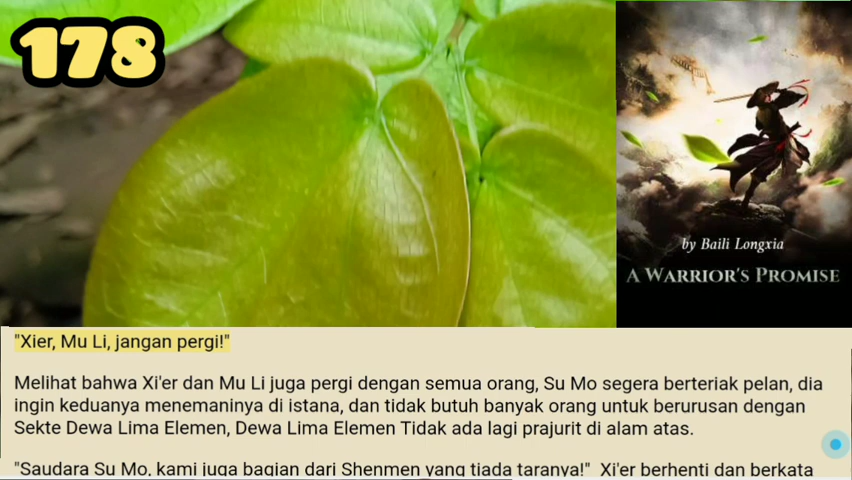 178
by Baili Longxia
A WARRIOR'S PROMISE
"Xier, Mu Li, jangan pergi!"
Melihat bahwa Xi'er dan Mu Li juga pergi dengan semua orang, Su Mo segera berteriak pelan, dia
ingin keduanya menemaninya di istana, dan tidak butuh banyak orang untuk berurusan dengan
Sekte Dewa Lima Elemen, Dewa Lima Elemen Tidak ada lagi prajurit di alam atas.
"Saudara Su Mo, kami juga bagian dari Shenmen yang tiada taranya!" Xi'er berhenti dan berkata